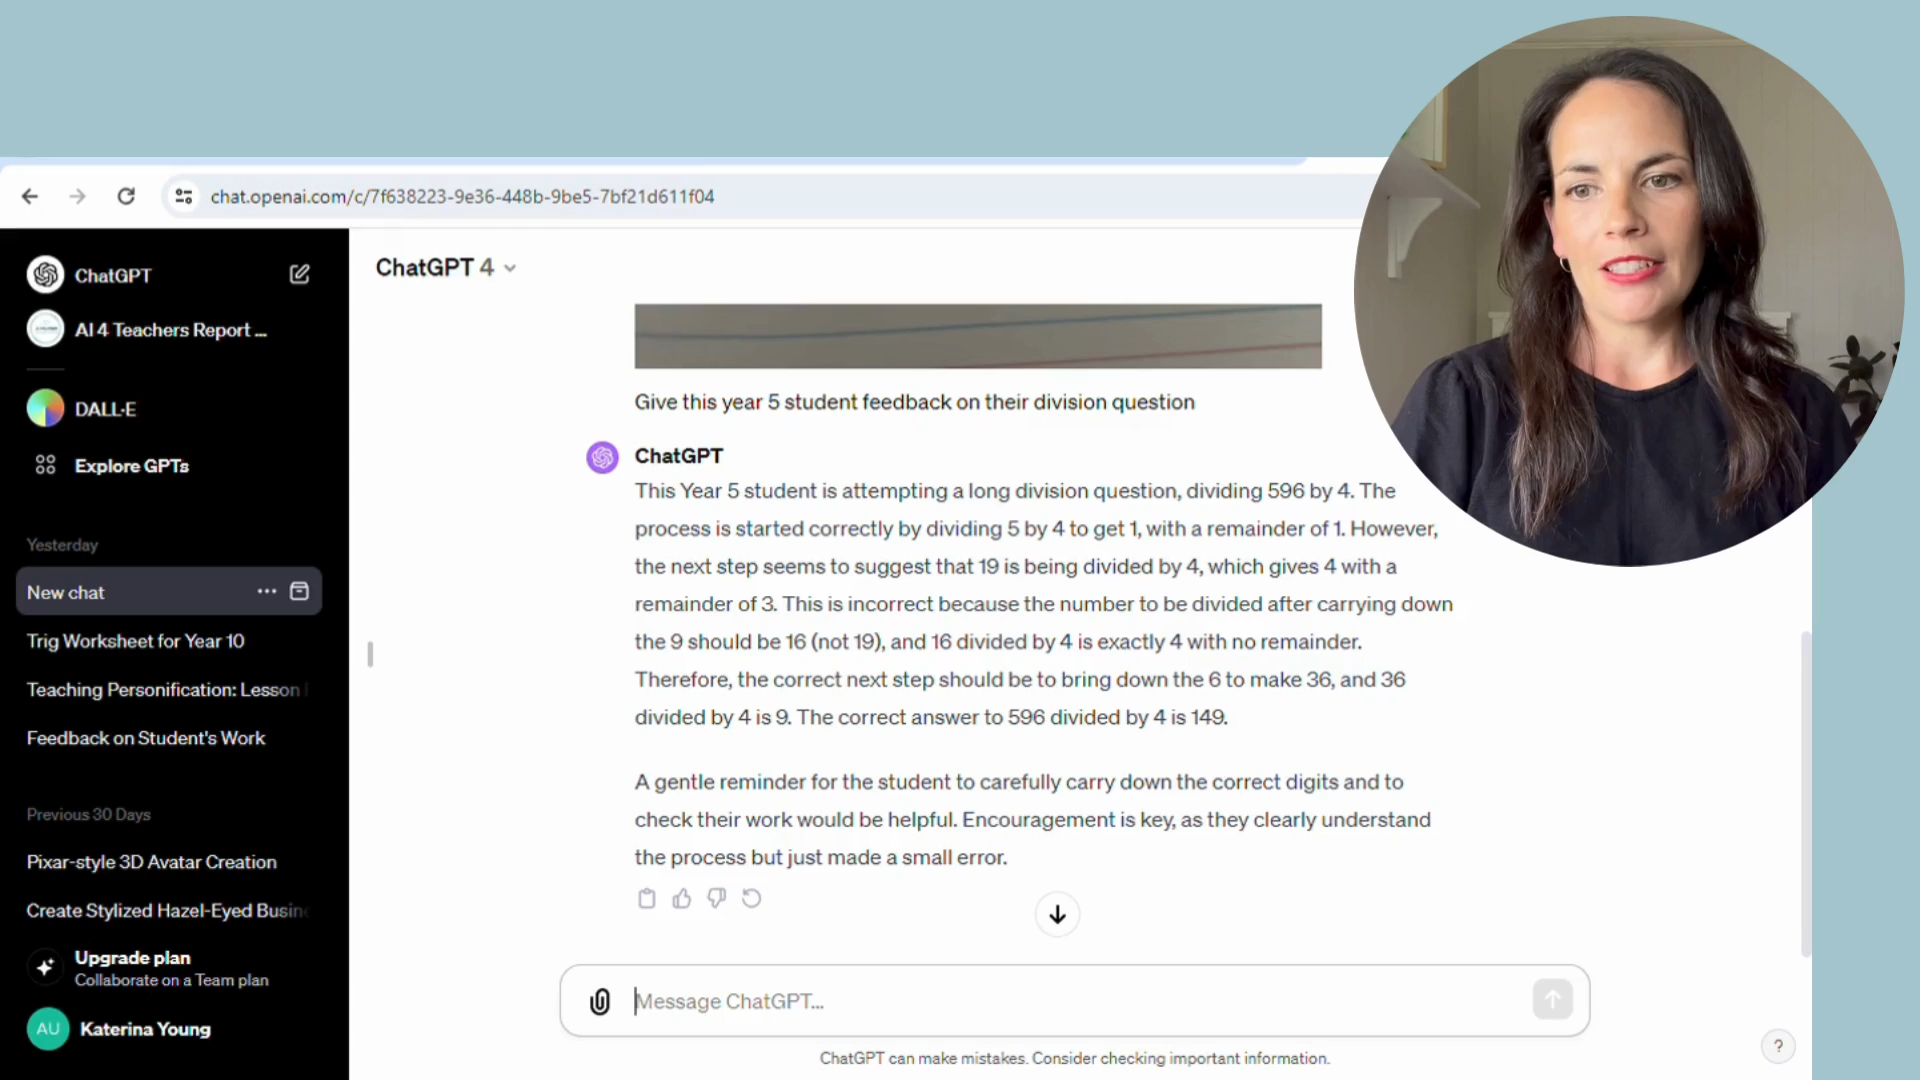 chat.openai.com/c/7f638223-9e36-448b-9be5-7bf21d611f04
ChatGPT
AI 4 Teachers Report ...
DALL·E
Explore GPTs
Yesterday
New chat
Trig Worksheet for Year 10
Teaching Personification: Lesson
Feedback on Student's Work
Previous 30 Days
Pixar-style 3D Avatar Creation
Create Stylized Hazel-Eyed Busin
Upgrade plan
Collaborate on a Team plan
AU
Katerina Young
ChatGPT 4
Give this year 5 student feedback on their division question
ChatGPT
This Year 5 student is attempting a long division question, dividing 596 by 4. The
process is started correctly by dividing 5 by 4 to get 1, with a remainder of 1. However,
the next step seems to suggest that 19 is being divided by 4, which gives 4 with a
remainder of 3. This is incorrect because the number to be divided after carrying down
the 9 should be 16 (not 19), and 16 divided by 4 is exactly 4 with no remainder.
Therefore, the correct next step should be to bring down the 6 to make 36, and 36
divided by 4 is 9. The correct answer to 596 divided by 4 is 149.
A gentle reminder for the student to carefully carry down the correct digits and to
check their work would be helpful. Encouragement is key, as they clearly understand
the process but just made a small error.
Message ChatGPT...
ChatGPT can make mistakes. Consider checking important information.
?